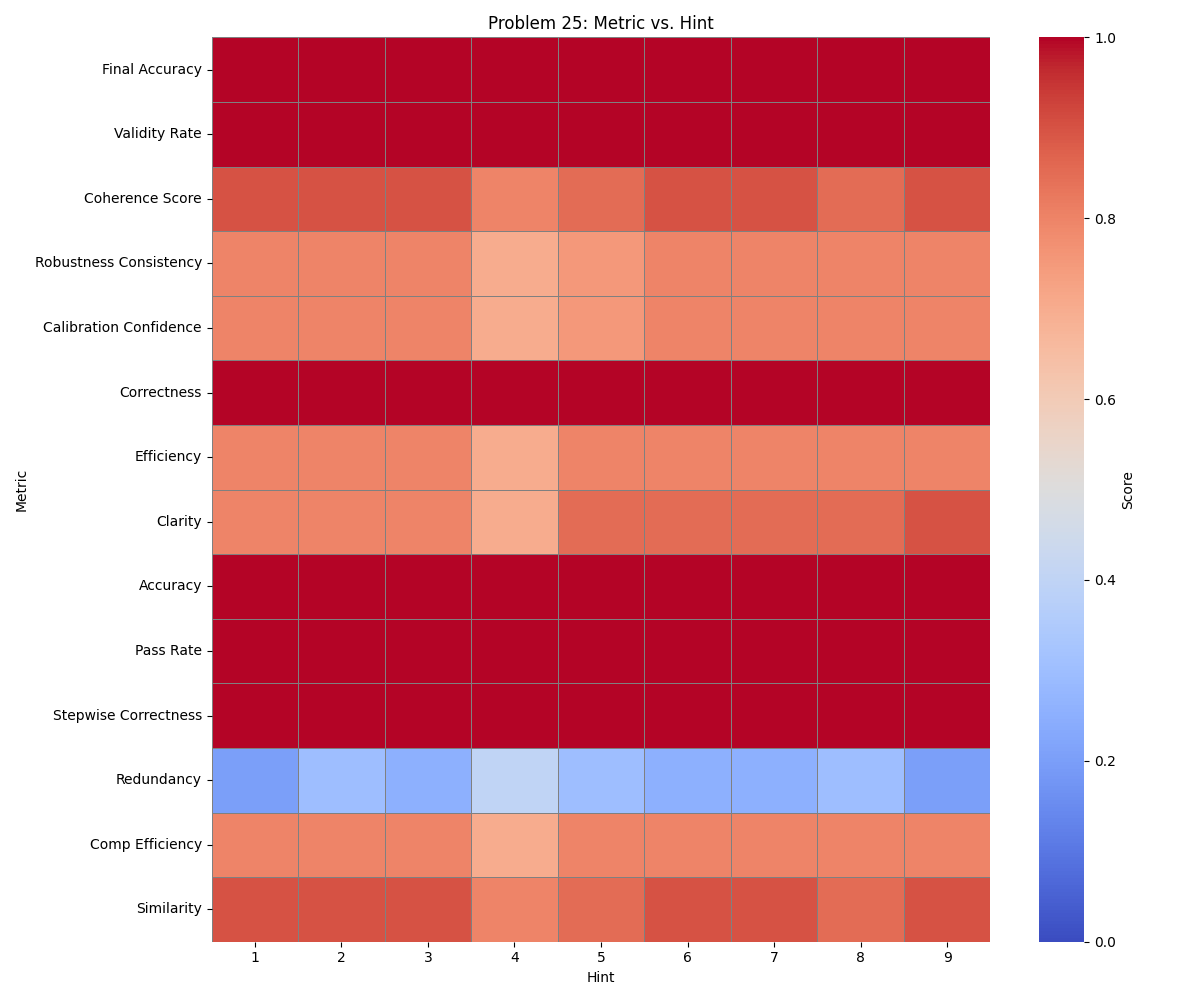 Problem 25: Metric vs. Hint
Final Accuracy
Validity Rate
Coherence Score
Robustness Consistency
Calibration Confidence
Correctness
Efficiency
Clarity
Accuracy
Pass Rate
Stepwise Correctness
Redundancy
Comp Efficiency
Similarity
Metric
1 2 3 4 5 6 7 8 9
Hint
1.0
0.8
0.6
0.4
0.2
0.0
Score